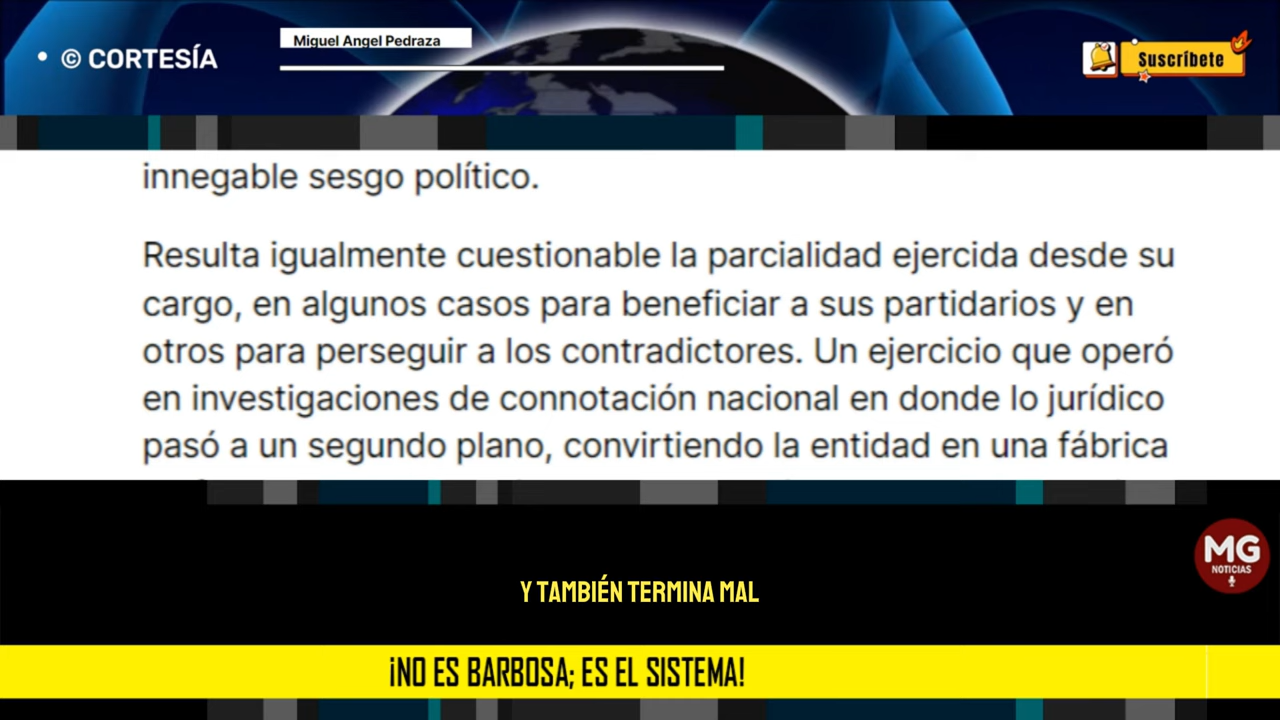 © CORTESÍA
Miguel Angel Pedraza
Suscríbete
innegable sesgo político.
Resulta igualmente cuestionable la parcialidad ejercida desde su
cargo, en algunos casos para beneficiar a sus partidarios y en
otros para perseguir a los contradictores. Un ejercicio que operó
en investigaciones de connotación nacional en donde lo jurídico
pasó a un segundo plano, convirtiendo la entidad en una fábrica
MG
NOTICIAS
Y TAMBIÉN TERMINA MAL
¡NO ES BARBOSA; ES EL SISTEMA!